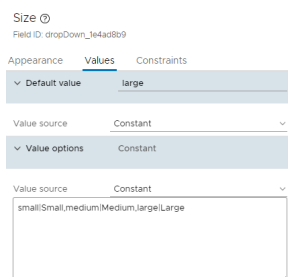 Size
Field ID: dropDown_1e4ad8b9
Appearance Values Constraints
Default value large
Value source Constant
Value options Constant
Value source Constant
small|Small,medium|Medium,large|Large